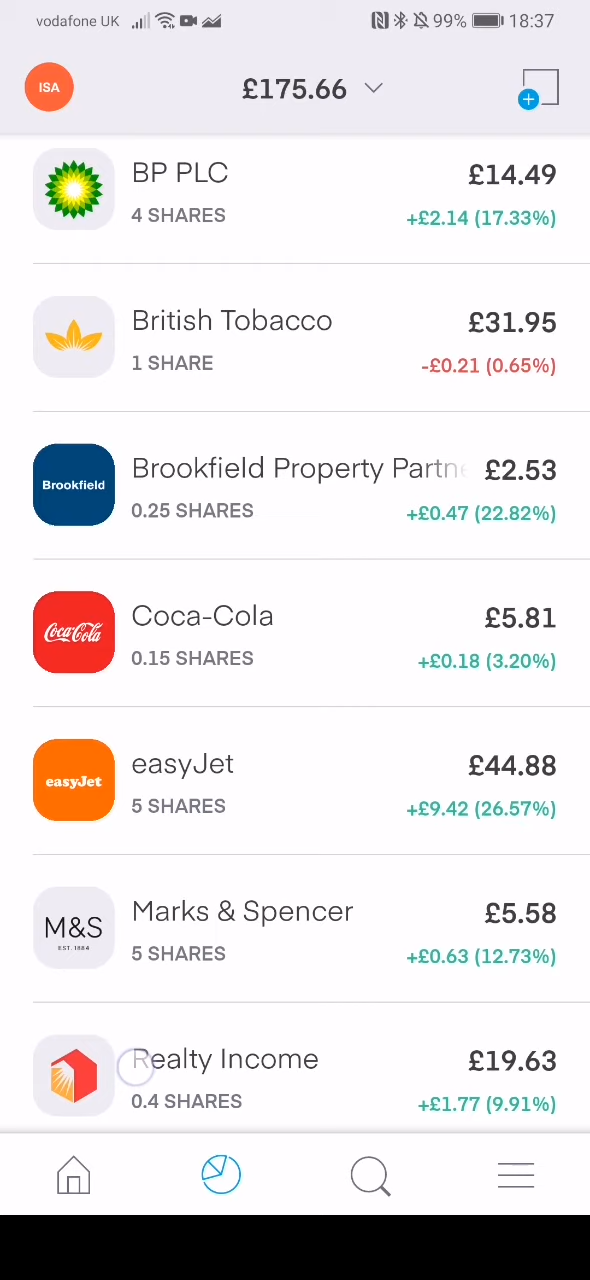 vodafone UK 99% 18:37
ISA £175.66
BP PLC £14.49
4 SHARES +£2.14 (17.33%)
British Tobacco £31.95
1 SHARE -£0.21 (0.65%)
Brookfield Brookfield Property Partne £2.53
0.25 SHARES +£0.47 (22.82%)
Coca-Cola Coca-Cola £5.81
0.15 SHARES +£0.18 (3.20%)
easyJet easyJet £44.88
5 SHARES +£9.42 (26.57%)
M&S Marks & Spencer £5.58
EST. 1884 5 SHARES +£0.63 (12.73%)
Realty Income £19.63
0.4 SHARES +£1.77 (9.91%)